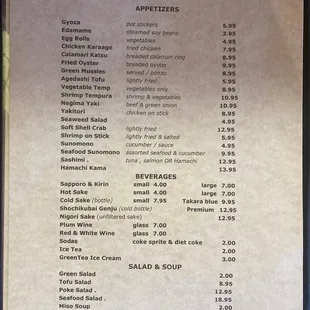 APPETIZERS
Gyoza pot stickers 5.95
Edamame steamed soy beans 3.95
Egg Rolls vegetables 4.95
Chicken Karaage fried chicken 7.95
Calamari Katsu breaded calamari ring 8.95
Fried Oyster breaded oyster 9.95
Green Mussles served / ponzu 8.95
Agedashi Tofu lightly fried 5.95
Vegetable Temp vegetables only 8.95
Shrimp Tempura shrimp & vegetables 10.95
Negima Yaki beef & green onion 10.95
Yakitori chicken on stick 8.95
Seaweed Salad 4.95
Soft Shell Crab lightly fried 12.95
Shrimp on Stick lightly fried & salted 5.95
Sunomono cucumber / sauce 4.95
Seafood Sunomono assorted seafood & cucumber 9.95
Sashimi . tuna , salmon OR Hamachi 12.95
Hamachi Kama 13.95
BEVERAGES
Sapporo & Kirin small 4.00 large 7.00
Hot Sake small 4.00 large 7.00
Cold Sake (bottle) small 7.95 Takara blue 9.95
Shochikubai Genju (cold bottle) Premium 12.95
Nigori Sake (unfiltered sake) 12.95
Plum Wine glass 7.00
Red & White Wine glass 7.00
Sodas coke sprite & diet coke 2.00
Ice Tea 2.00
GreenTea Ice Cream 3.00
SALAD & SOUP
Green Salad 2.00
Tofu Salad 8.95
Poke Salad . 12.95
Seafood Salad . 18.95
Miso Soup 2.00